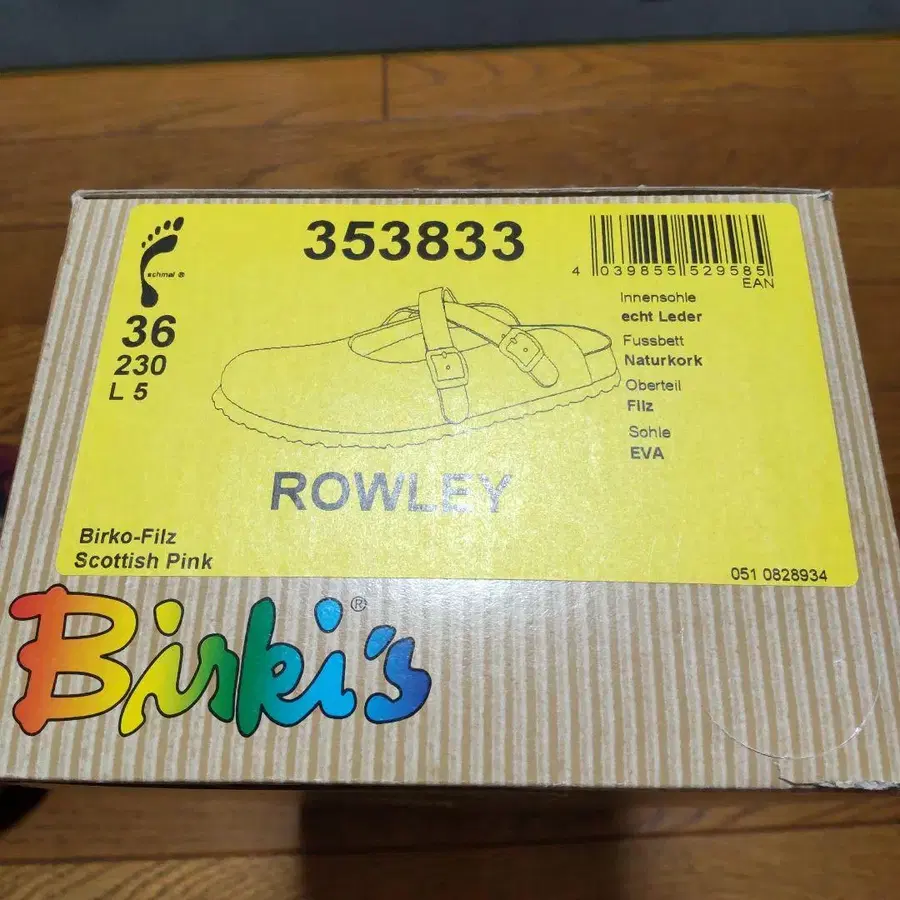 schmal ®
36
230
L 5
353833
4 039855 529585
EAN
Innensohle
echt Leder
Fussbett
Naturkork
Oberteil
Filz
Sohle
EVA
ROWLEY
Birko-Filz
Scottish Pink
051 0828934
Birki's®